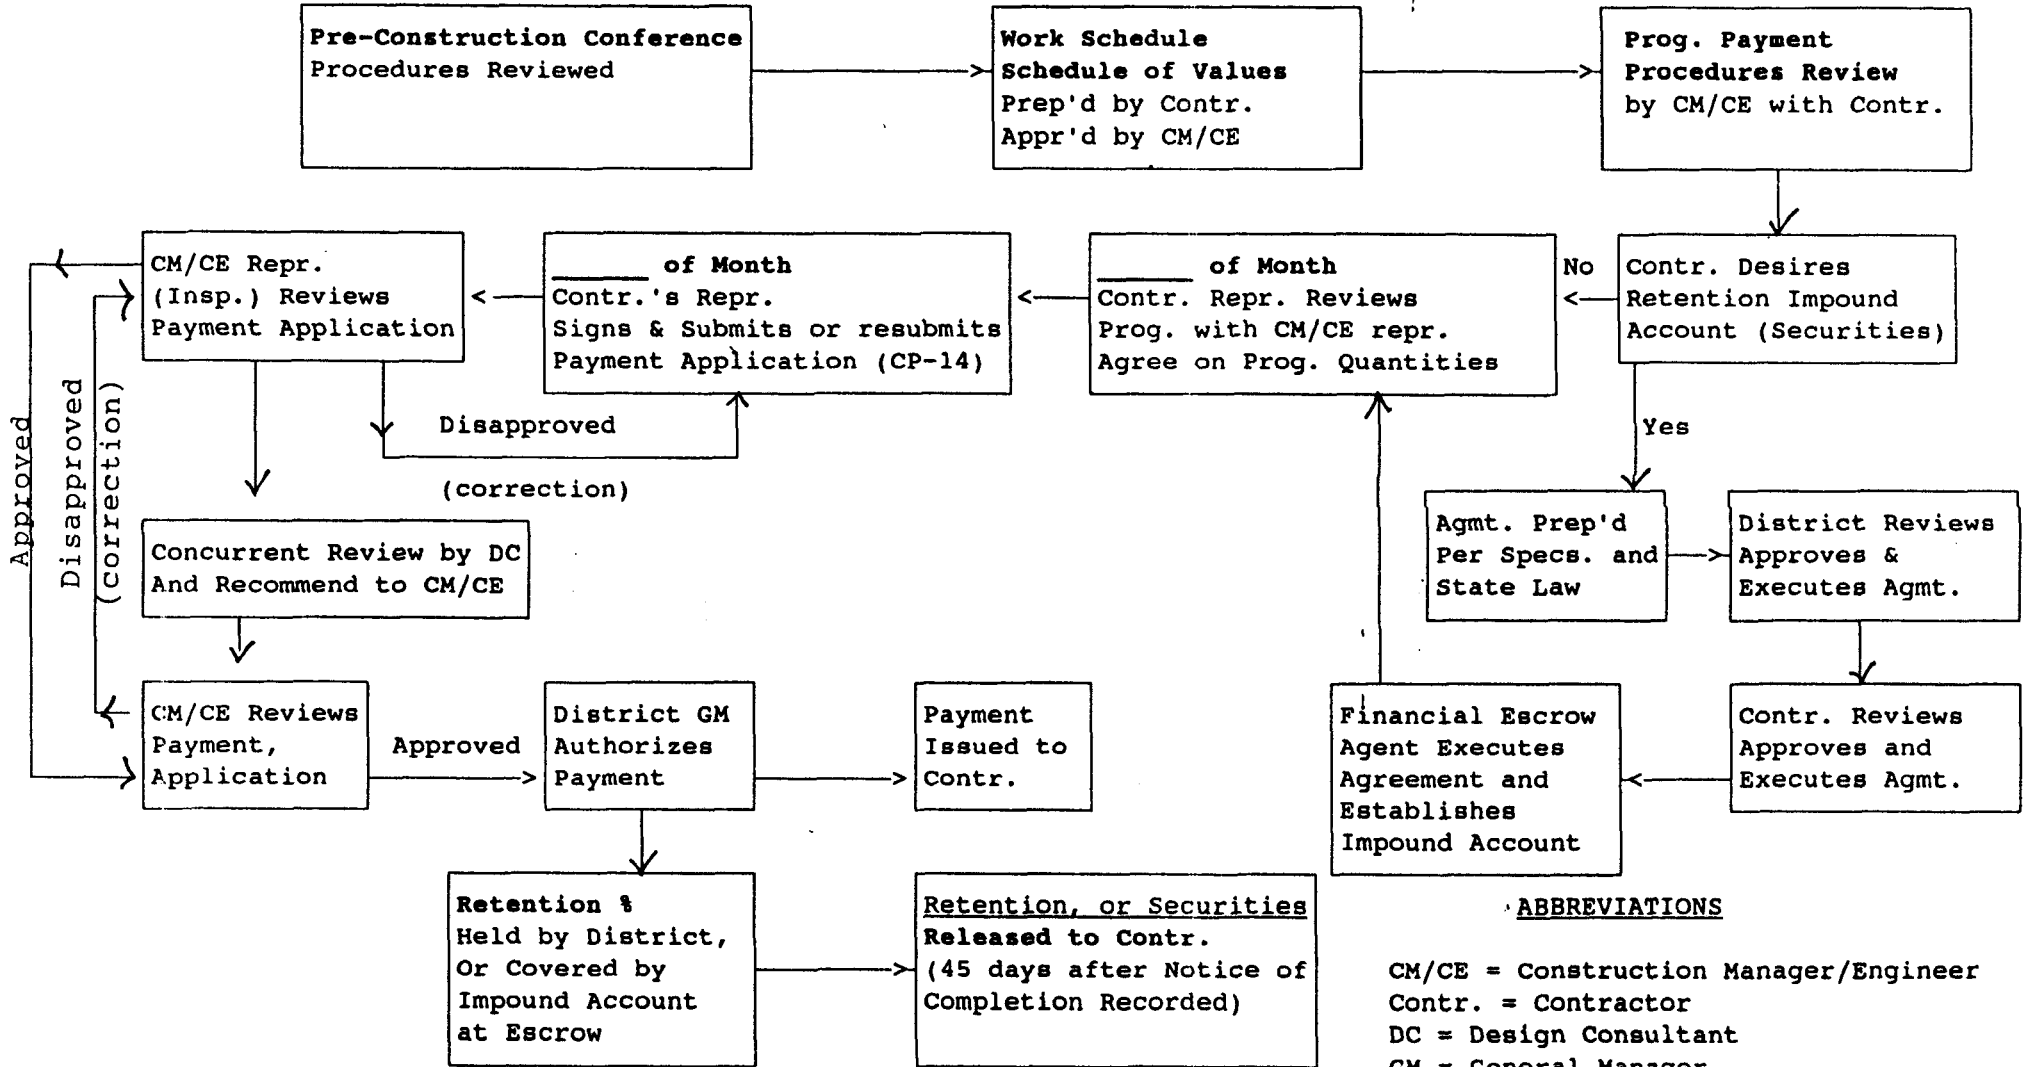 Pre-Construction Conference
Procedures Reviewed
Work Schedule
Schedule of Values
Prep'd by Contr.
Appr'd by CM/CE
Prog. Payment
Procedures Review
by CM/CE with Contr.
CM/CE Repr.
(Insp.) Reviews
Payment Application
______ of Month
Contr.'s Repr.
Signs & Submits or resubmits
Payment Application (CP-14)
______ of Month
Contr. Repr. Reviews
Prog. with CM/CE repr.
Agree on Prog. Quantities
No
Contr. Desires
Retention Impound
Account (Securities)
Yes
Approved
Disapproved
(correction)
Disapproved
(correction)
Concurrent Review by DC
And Recommend to CM/CE
Agmt. Prep'd
Per Specs. and
State Law
District Reviews
Approves &
Executes Agmt.
CM/CE Reviews
Payment,
Application
Approved
District GM
Authorizes
Payment
Payment
Issued to
Contr.
Financial Escrow
Agent Executes
Agreement and
Establishes
Impound Account
Contr. Reviews
Approves and
Executes Agmt.
Retention %
Held by District,
Or Covered by
Impound Account
at Escrow
Retention, or Securities
Released to Contr.
(45 days after Notice of
Completion Recorded)
ABBREVIATIONS
CM/CE = Construction Manager/Engineer
Contr. = Contractor
DC = Design Consultant
GM = General Manager